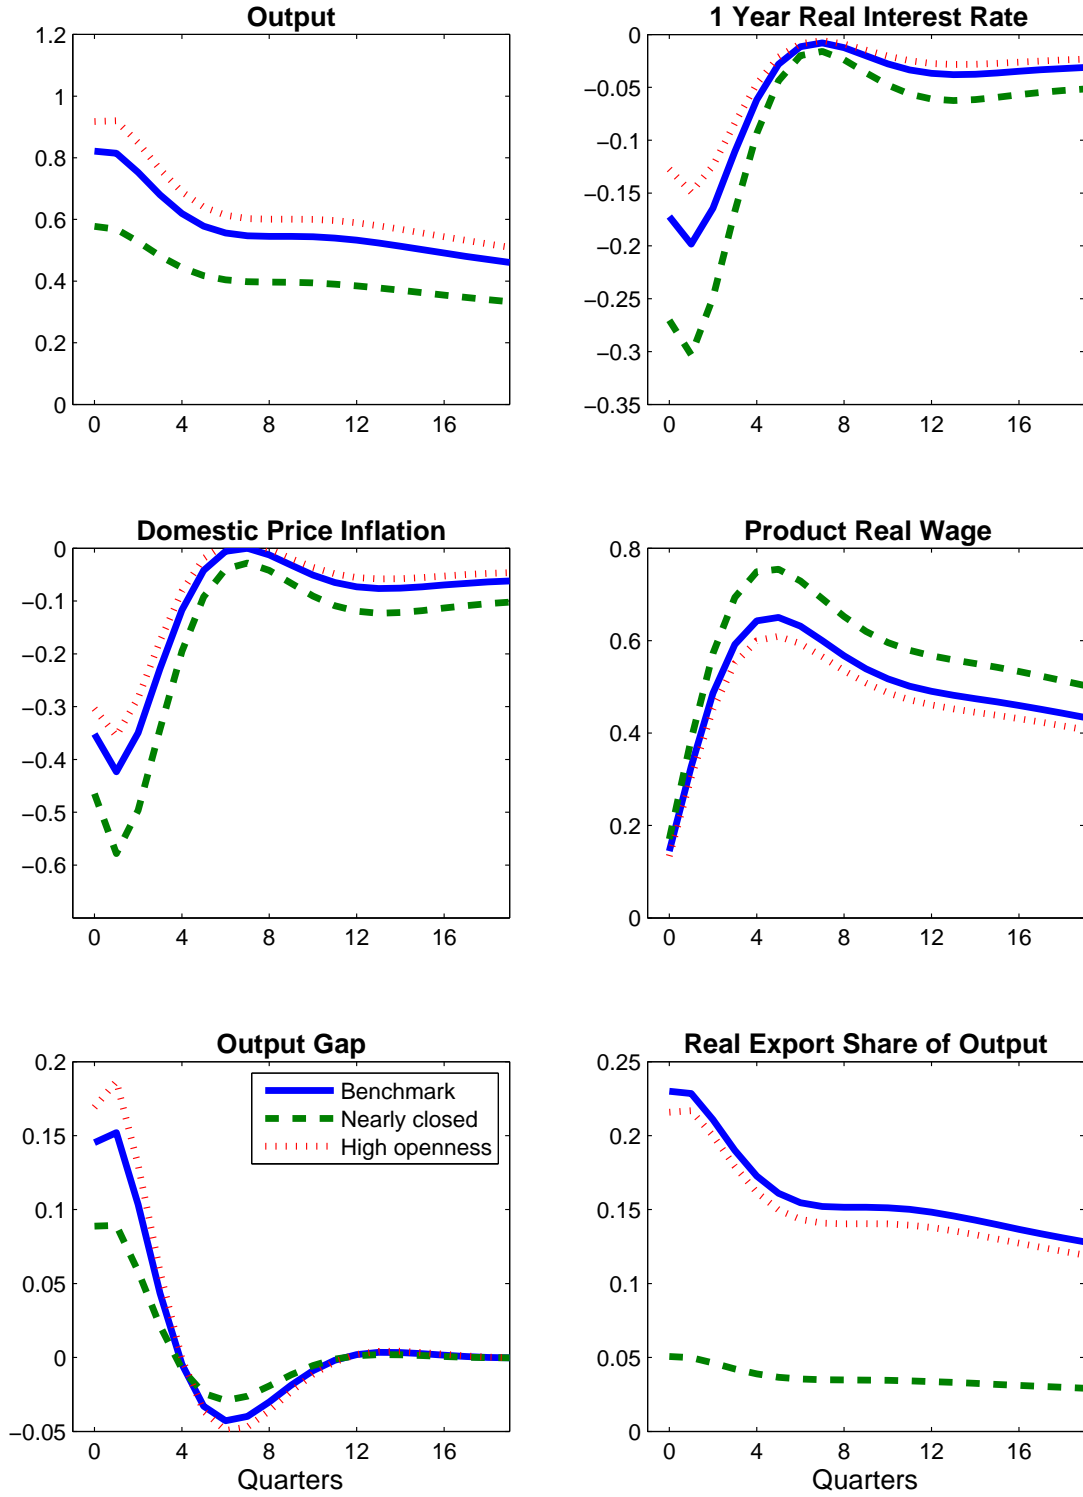 Output
1.2
1
0.8
0.6
0.4
0.2
0
0 4 8 12 16
1 Year Real Interest Rate
0
−0.05
−0.1
−0.15
−0.2
−0.25
−0.3
−0.35
0 4 8 12 16
Domestic Price Inflation
0
−0.1
−0.2
−0.3
−0.4
−0.5
−0.6
0 4 8 12 16
Product Real Wage
0.8
0.6
0.4
0.2
0
0 4 8 12 16
Output Gap
0.2
0.15
0.1
0.05
0
−0.05
Benchmark
Nearly closed
High openness
0 4 8 12 16
Quarters
Real Export Share of Output
0.25
0.2
0.15
0.1
0.05
0
0 4 8 12 16
Quarters